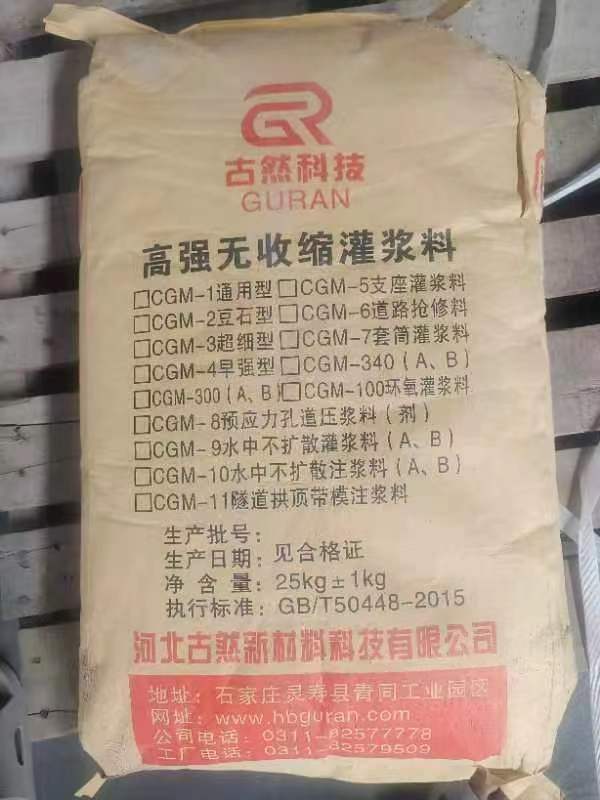 GR
古然科技
GURAN
高强无收缩灌浆料
□CGM-1通用型 □CGM-5支座灌浆料
□CGM-2豆石型 □CGM-6道路抢修料
□CGM-3超细型 □CGM-7套筒灌浆料
□CGM-4早强型 □CGM-340（A、B）
□CGM-300（A、B）□CGM-100环氧灌浆料
□CGM-8预应力孔道压浆料（剂）
□CGM-9水中不扩散灌浆料（A、B）
□CGM-10水中不扩散注浆料（A、B）
□CGM-11隧道拱顶带模注浆料
生产批号：
生产日期：见合格证
净含量：25kg±1kg
执行标准：GB/T50448-2015
河北古然新材料科技有限公司
地址：石家庄灵寿县青同工业园区
网址：www.hbguran.com
公司电话：0311-82577778
工厂电话：0311-82579509